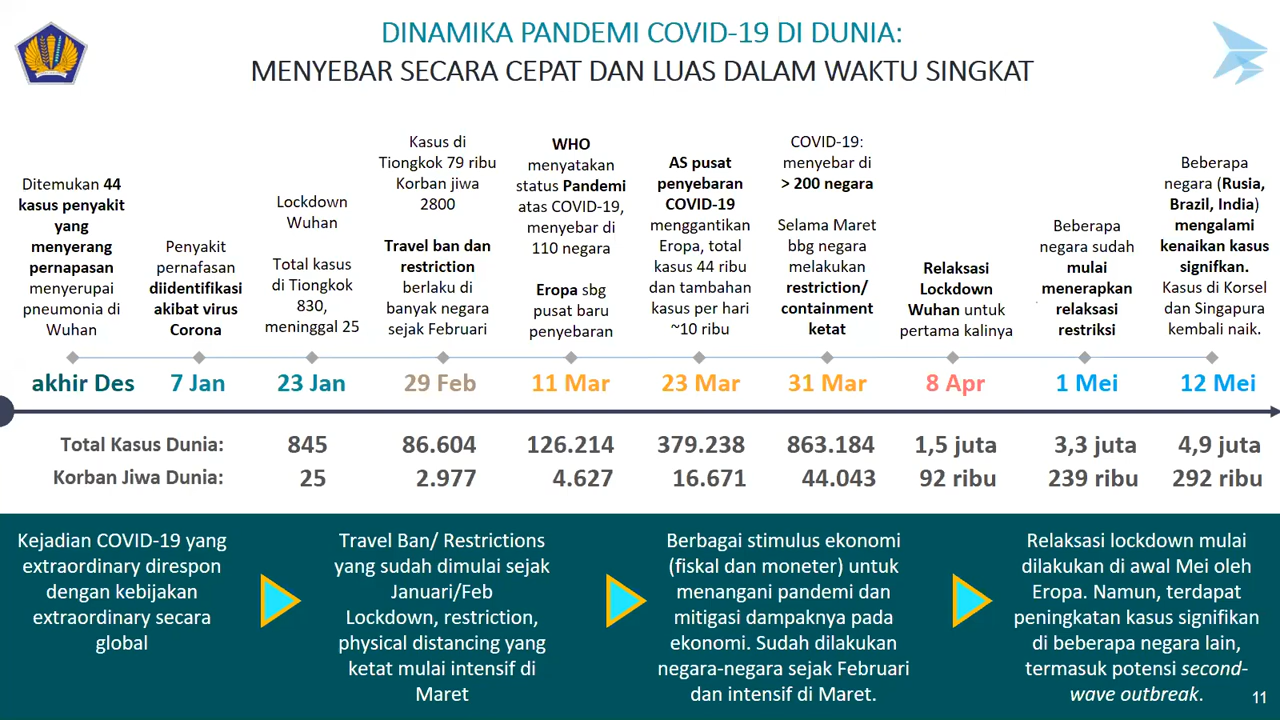 DINAMIKA PANDEMI COVID-19 DI DUNIA:
MENYEBAR SECARA CEPAT DAN LUAS DALAM WAKTU SINGKAT
Ditemukan 44
kasus penyakit
yang
menyerang
pernapasan
menyerupai
pneumonia di
Wuhan
Penyakit
pernafasan
diidentifikasi
akibat virus
Corona
Lockdown
Wuhan
Total kasus
di Tiongkok
830,
meninggal 25
Kasus di
Tiongkok 79 ribu
Korban jiwa
2800
Travel ban dan
restriction
berlaku di
banyak negara
sejak Februari
WHO
menyatakan
status Pandemi
atas COVID-19,
menyebar di
110 negara
Eropa sbg
pusat baru
penyebaran
AS pusat
penyebaran
COVID-19
menggantikan
Eropa, total
kasus 44 ribu
dan tambahan
kasus per hari
~10 ribu
COVID-19:
menyebar di
> 200 negara
Selama Maret
bbg negara
melakukan
restriction/
containment
ketat
Relaksasi
Lockdown
Wuhan untuk
pertama kalinya
Beberapa
negara sudah
mulai
menerapkan
relaksasi
restriksi
Beberapa
negara (Rusia,
Brazil, India)
mengalami
kenaikan kasus
signifkan.
Kasus di Korsel
dan Singapura
kembali naik.
akhir Des 7 Jan 23 Jan 29 Feb 11 Mar 23 Mar 31 Mar 8 Apr 1 Mei 12 Mei
Total Kasus Dunia: 845 86.604 126.214 379.238 863.184 1,5 juta 3,3 juta 4,9 juta
Korban Jiwa Dunia: 25 2.977 4.627 16.671 44.043 92 ribu 239 ribu 292 ribu
Kejadian COVID-19 yang
extraordinary direspon
dengan kebijakan
extraordinary secara
global
Travel Ban/ Restrictions
yang sudah dimulai sejak
Januari/Feb
Lockdown, restriction,
physical distancing yang
ketat mulai intensif di
Maret
Berbagai stimulus ekonomi
(fiskal dan moneter) untuk
menangani pandemi dan
mitigasi dampaknya pada
ekonomi. Sudah dilakukan
negara-negara sejak Februari
dan intensif di Maret.
Relaksasi lockdown mulai
dilakukan di awal Mei oleh
Eropa. Namun, terdapat
peningkatan kasus signifikan
di beberapa negara lain,
termasuk potensi second-
wave outbreak.
11